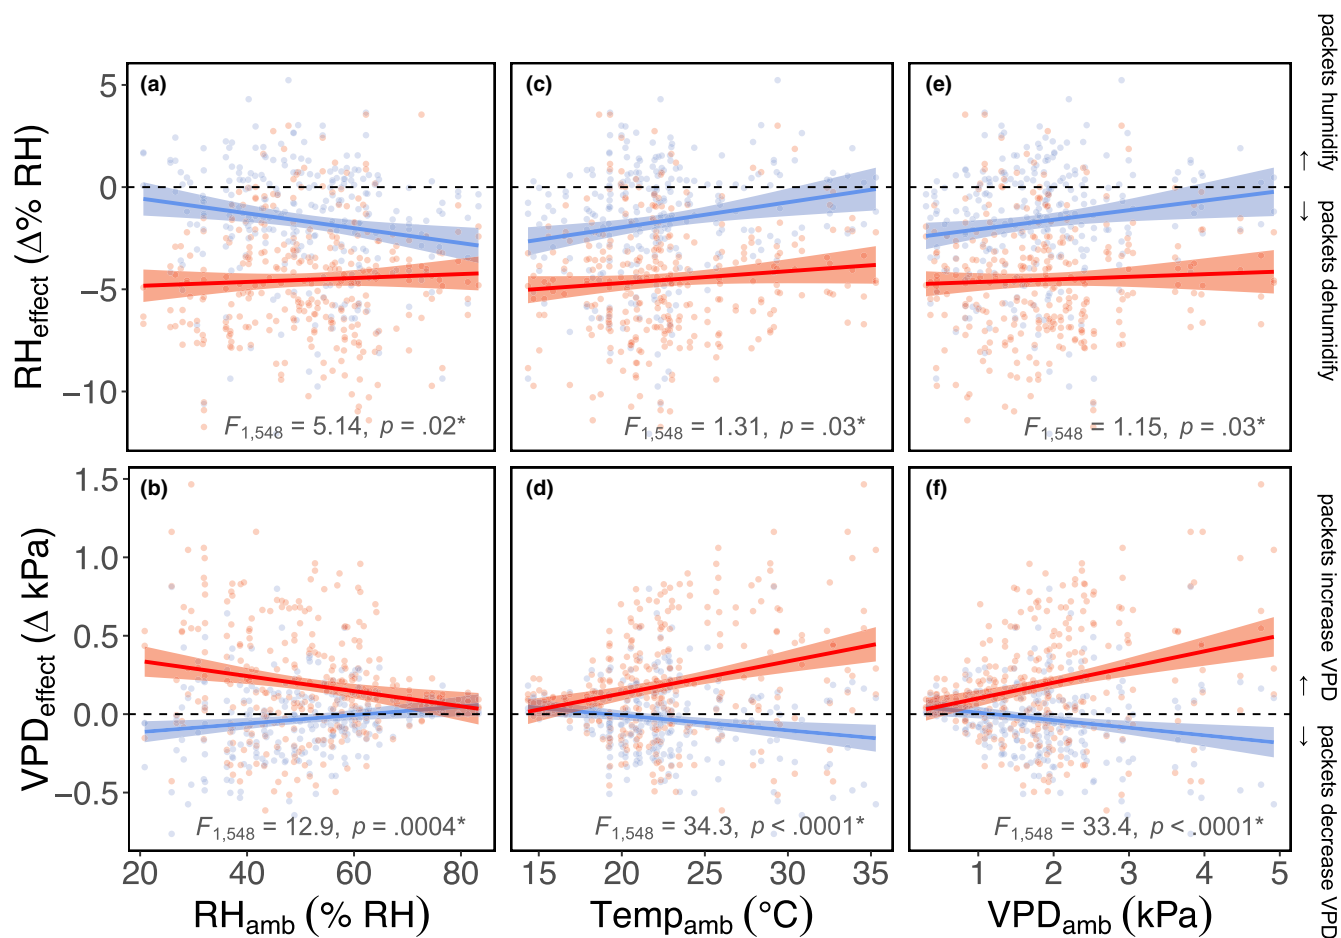 (a)
(c)
(e)
5
0
−5
−10
RHeffect (Δ% RH)
F1,548 = 5.14, p = .02*
F1,548 = 1.31, p = .03*
F1,548 = 1.15, p = .03*
packets dehumidify ← → packets humidify
(b)
(d)
(f)
1.5
1.0
0.5
0.0
−0.5
VPDeffect (Δ kPa)
F1,548 = 12.9, p = .0004*
F1,548 = 34.3, p < .0001*
F1,548 = 33.4, p < .0001*
packets increase VPD
packets decrease VPD
20 40 60 80
15 20 25 30 35
1 2 3 4 5
RHamb (% RH)
Tempamb (°C)
VPDamb (kPa)